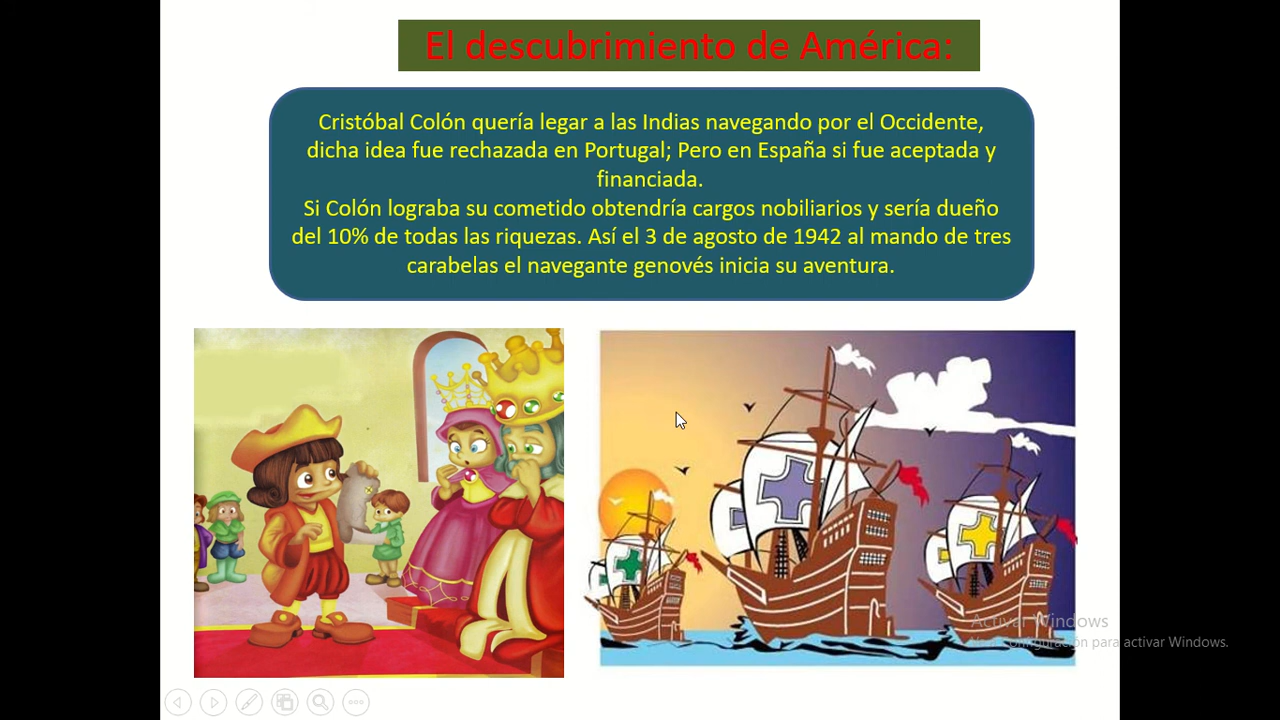 El descubrimiento de América:
Cristóbal Colón quería legar a las Indias navegando por el Occidente,
dicha idea fue rechazada en Portugal; Pero en España si fue aceptada y
financiada.
Si Colón lograba su cometido obtendría cargos nobiliarios y sería dueño
del 10% de todas las riquezas. Así el 3 de agosto de 1942 al mando de tres
carabelas el navegante genovés inicia su aventura.
Activar Windows
configuración para activar Windows.